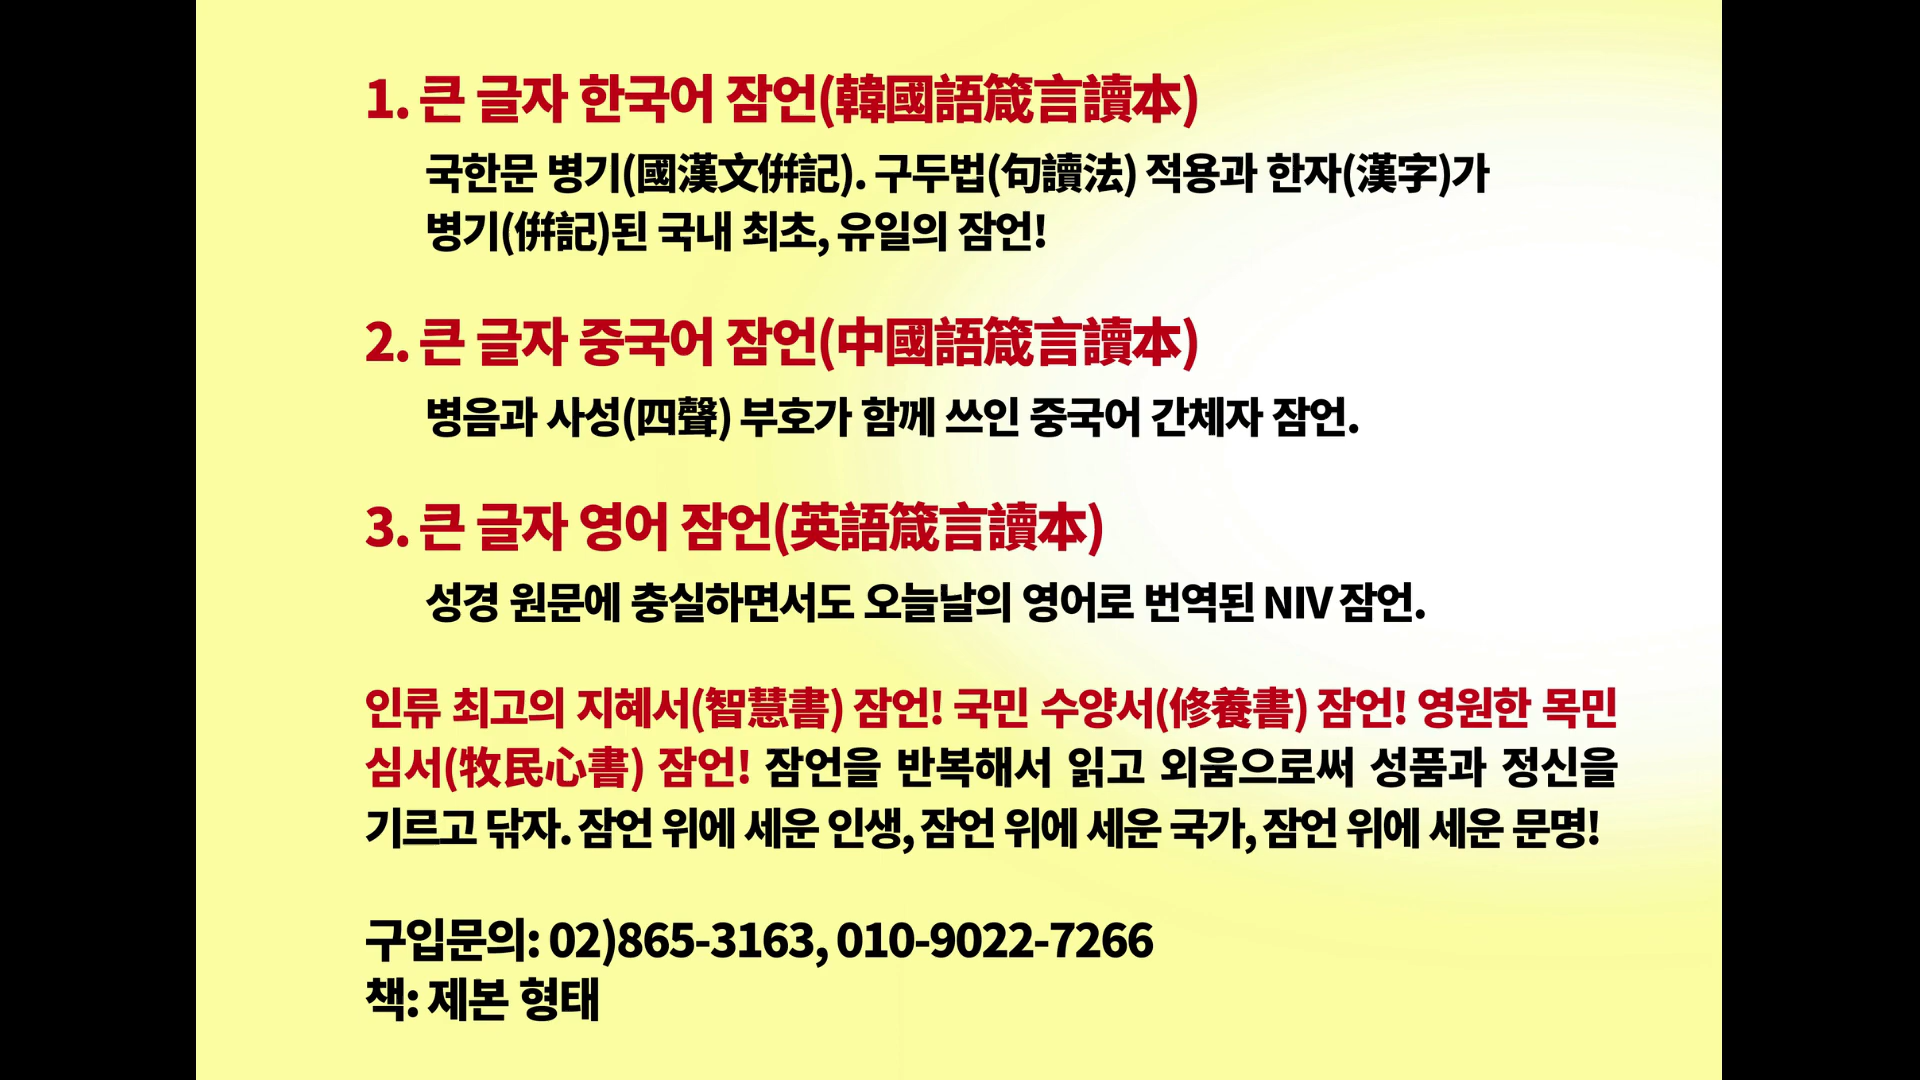 1. 큰 글자 한국어 잠언(韓國語箴言讀本)
국한문 병기(國漢文倂記). 구두법(句讀法) 적용과 한자(漢字)가
병기(倂記)된 국내 최초, 유일의 잠언!
2. 큰 글자 중국어 잠언(中國語箴言讀本)
병음과 사성(四聲) 부호가 함께 쓰인 중국어 간체자 잠언.
3. 큰 글자 영어 잠언(英語箴言讀本)
성경 원문에 충실하면서도 오늘날의 영어로 번역된 NIV 잠언.
인류 최고의 지혜서(智慧書) 잠언! 국민 수양서(修養書) 잠언! 영원한 목민
심서(牧民心書) 잠언! 잠언을 반복해서 읽고 외움으로써 성품과 정신을
기르고 닦자. 잠언 위에 세운 인생, 잠언 위에 세운 국가, 잠언 위에 세운 문명!
구입문의: 02)865-3163, 010-9022-7266
책: 제본 형태